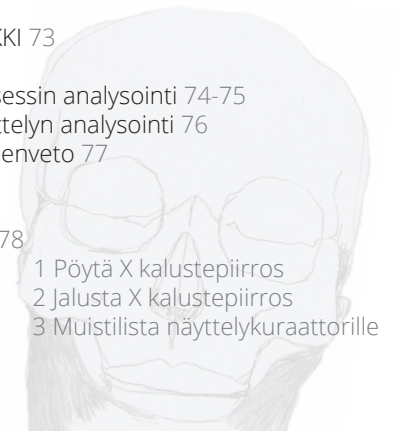 KKI 73
sessin analysointi 74-75
ttelyn analysointi 76
enveto 77
78
1 Pöytä X kalustepiirros
2 Jalusta X kalustepiirros
3 Muistilista näyttelykuraattorille